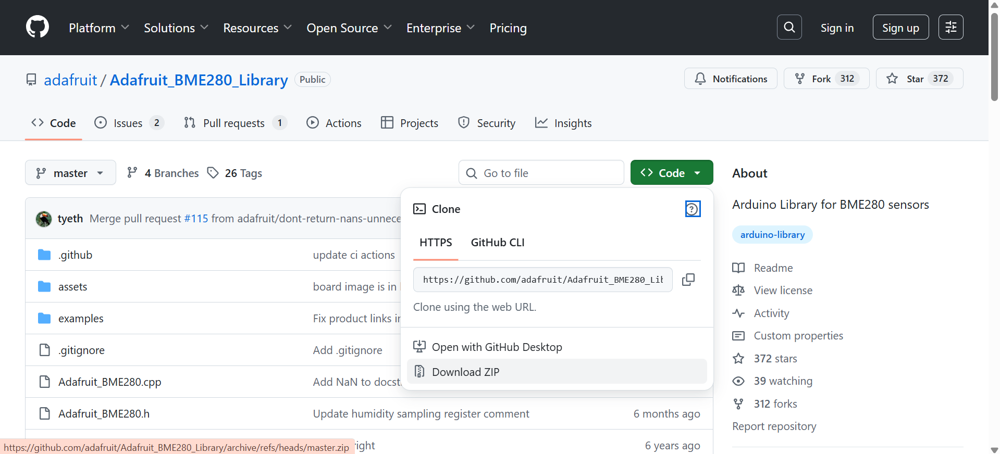 Platform Solutions Resources Open Source Enterprise Pricing Sign in Sign up
adafruit / Adafruit_BME280_Library Public Notifications Fork 312 Star 372
Code Issues 2 Pull requests 1 Actions Projects Security Insights
master 4 Branches 26 Tags Go to file Code
About
Arduino Library for BME280 sensors
arduino-library
Readme
View license
Activity
Custom properties
372 stars
39 watching
312 forks
Report repository
tyeth Merge pull request #115 from adafruit/dont-return-nans-unnece
.github update ci actions
assets board image is in
examples Fix product links in
.gitignore Add .gitignore
Adafruit_BME280.cpp Add NaN to docst
Adafruit_BME280.h Update humidity sampling register comment 6 months ago
right 6 years ago
Clone
HTTPS GitHub CLI
https://github.com/adafruit/Adafruit_BME280_Lib
Clone using the web URL.
Open with GitHub Desktop
Download ZIP
https://github.com/adafruit/Adafruit_BME280_Library/archive/refs/heads/master.zip